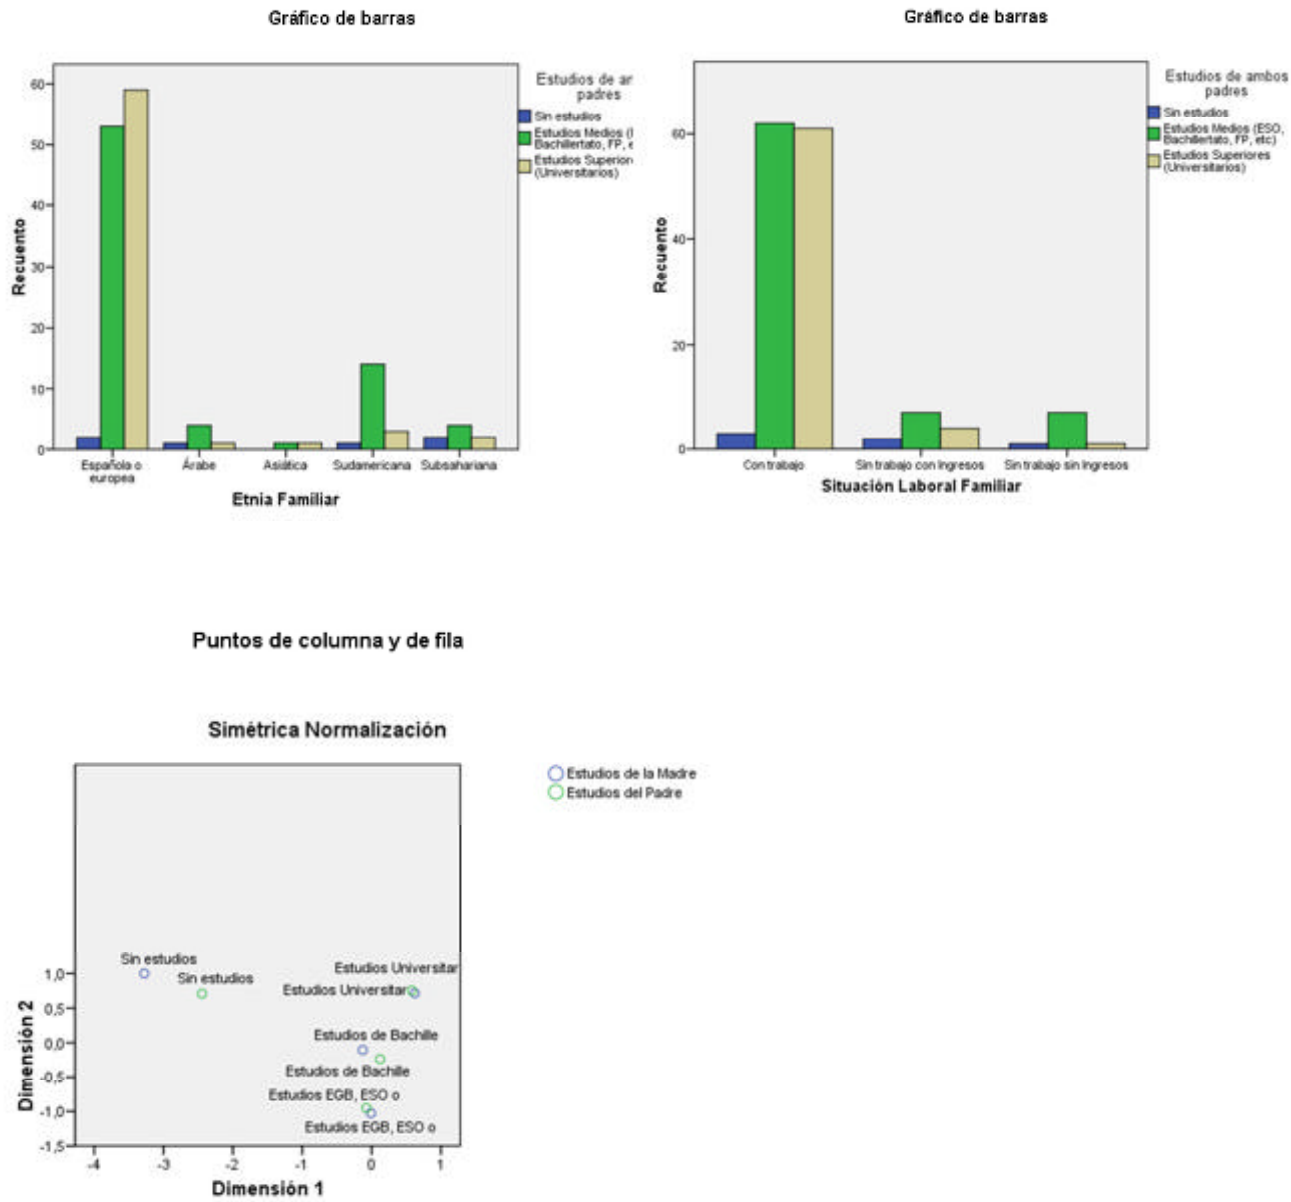 Gráfico de barras
Estudios de ar
padres
Sin estudios
Estudios Medios (I
Bachillertato, FP, e
Estudios Superior
(Universitarios)
Recuento
60
50
40
30
20
10
0
Española o
europea
Árabe
Asiática
Sudamericana
Subsahariana
Etnia Familiar
Gráfico de barras
Estudios de ambos
padres
Sin estudios
Estudios Medios (ESO,
Bachillertato, FP, etc)
Estudios Superiores
(Universitarios)
Recuento
60
40
20
0
Con trabajo
Sin trabajo con Ingresos
Sin trabajo sin Ingresos
Situación Laboral Familiar
Puntos de columna y de fila
Simétrica Normalización
Estudios de la Madre
Estudios del Padre
Sin estudios
Sin estudios
Estudios Universitar
Estudios Universitar
Estudios de Bachille
Estudios de Bachille
Estudios EGB, ESO o
Estudios EGB, ESO o
Dimensión 2
1,0
0,5
0,0
-0,5
-1,0
-1,5
-4
-3
-2
-1
0
1
Dimensión 1